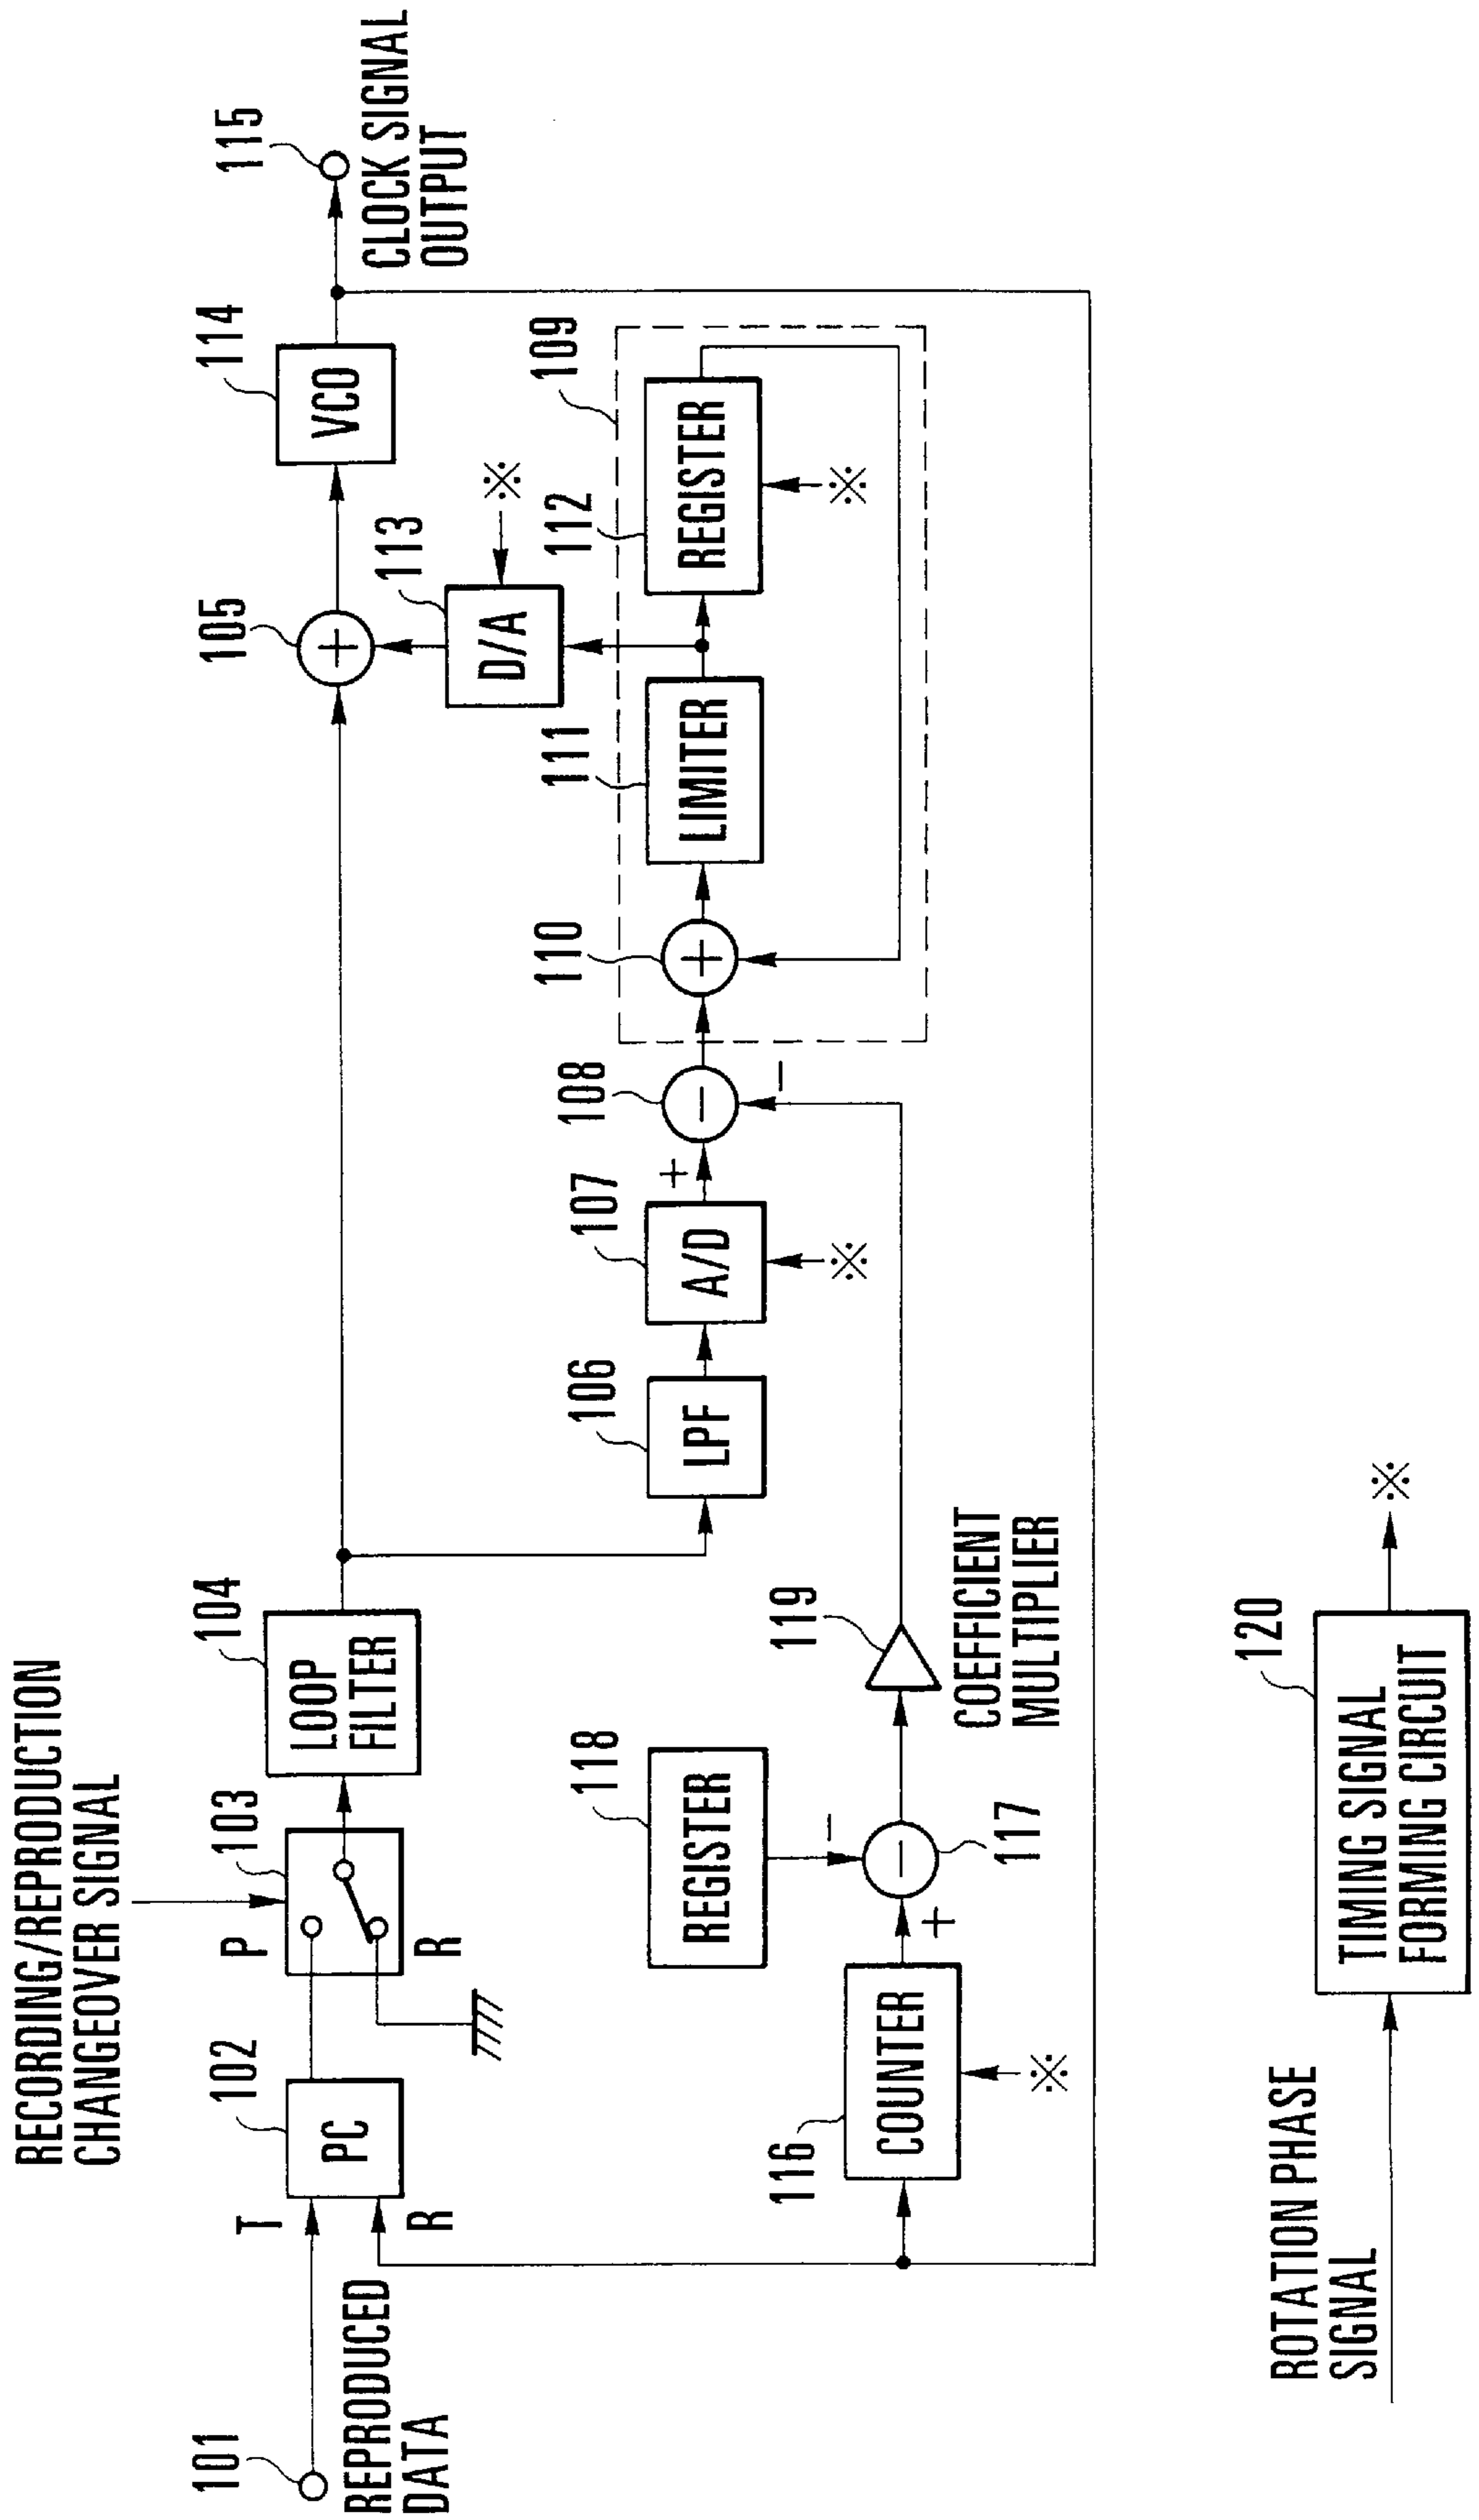 RECORDING/REPRODUCTION
CHANGEOVER SIGNAL
101
REPRODUCED
DATA
T
R
102
PC
P
R
103
104
LOOP
FILTER
105
+
114
VCO
115
CLOCK SIGNAL
OUTPUT
106
LPF
107
A/D
※
+
108
−
−
109
110
+
111
LIMITER
112
REGISTER
※
113
D/A
※
116
COUNTER
※
+
117
−
−
118
REGISTER
119
COEFFICIENT
MULTIPLIER
ROTATION PHASE
SIGNAL
120
TIMING SIGNAL
FORMING CIRCUIT
※